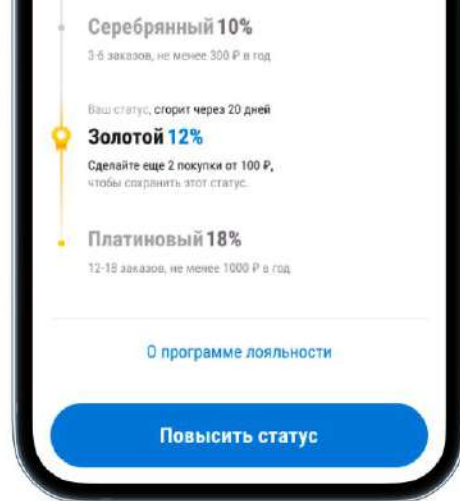 Серебрянный 10%
3-6 заказов, не менее 300 ₽ в год
Ваш статус, сгорит через 20 дней
Золотой 12%
Сделайте еще 2 покупки от 100 ₽,
чтобы сохранить этот статус.
Платиновый 18%
12-18 заказов, не менее 1000 ₽ в год
О программе лояльности
Повысить статус